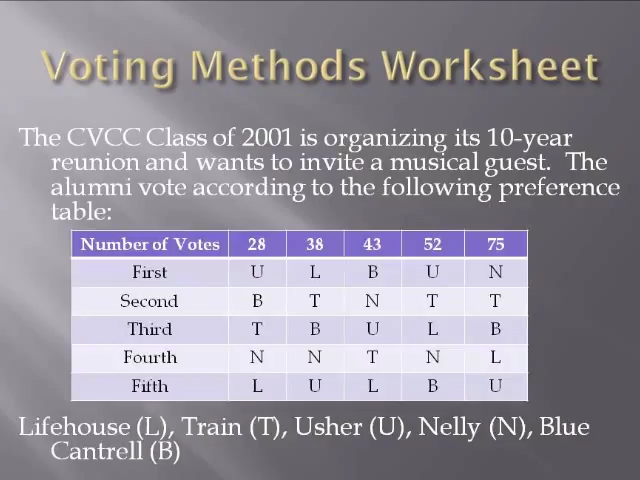 Voting Methods Worksheet
The CVCC Class of 2001 is organizing its 10-year
reunion and wants to invite a musical guest. The
alumni vote according to the following preference
table:
Number of Votes 28 38 43 52 75
First U L B U N
Second B T N T T
Third T B U L B
Fourth N N T N L
Fifth L U L B U
Lifehouse (L), Train (T), Usher (U), Nelly (N), Blue
Cantrell (B)